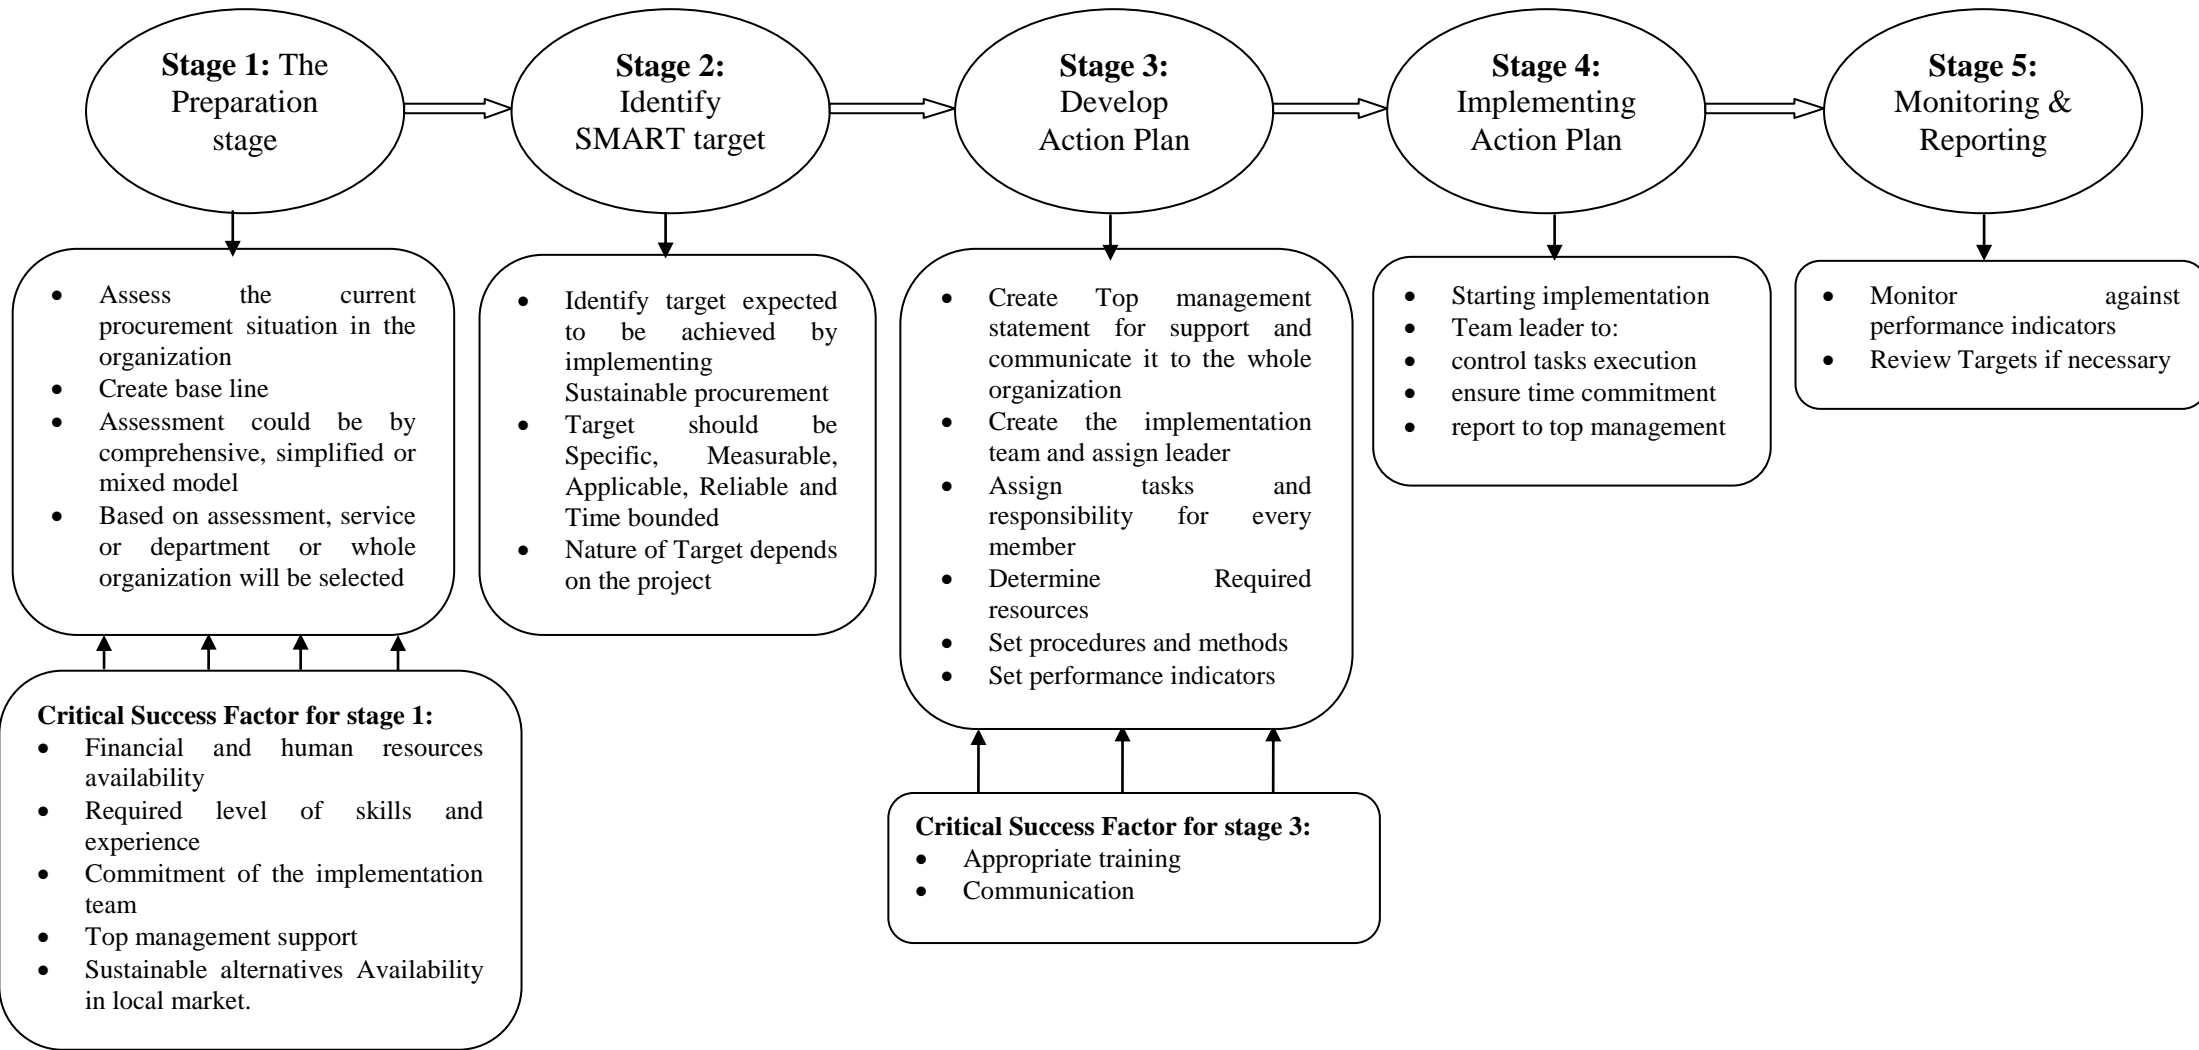 Stage 1: The
Preparation
stage
Stage 2:
Identify
SMART target
Stage 3:
Develop
Action Plan
Stage 4:
Implementing
Action Plan
Stage 5:
Monitoring &
Reporting
• Assess the current
procurement situation in the
organization
• Create base line
• Assessment could be by
comprehensive, simplified or
mixed model
• Based on assessment, service
or department or whole
organization will be selected
• Identify target expected
to be achieved by
implementing
Sustainable procurement
• Target should be
Specific, Measurable,
Applicable, Reliable and
Time bounded
• Nature of Target depends
on the project
• Create Top management
statement for support and
communicate it to the whole
organization
• Create the implementation
team and assign leader
• Assign tasks and
responsibility for every
member
• Determine Required
resources
• Set procedures and methods
• Set performance indicators
• Starting implementation
• Team leader to:
• control tasks execution
• ensure time commitment
• report to top management
• Monitor against
performance indicators
• Review Targets if necessary
Critical Success Factor for stage 1:
• Financial and human resources
availability
• Required level of skills and
experience
• Commitment of the implementation
team
• Top management support
• Sustainable alternatives Availability
in local market.
Critical Success Factor for stage 3:
• Appropriate training
• Communication